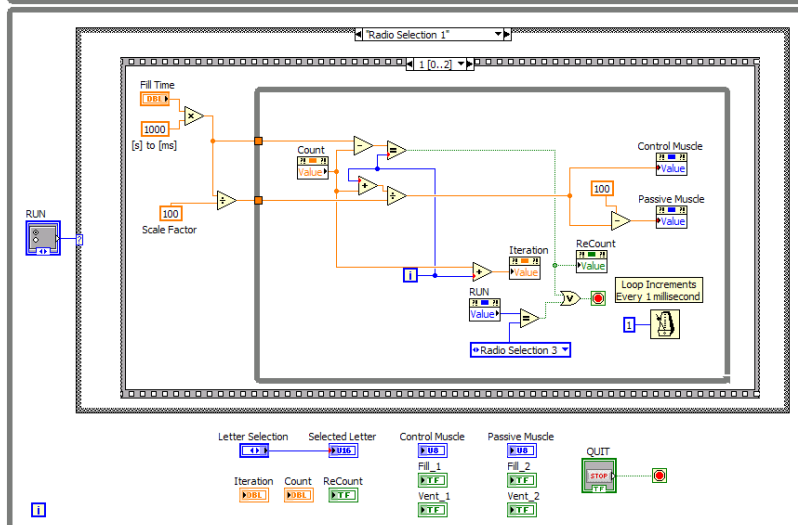 "Radio Selection 1"
1 [0..2]
Fill Time
DBL
1000
[s] to [ms]
Count
Value
Control Muscle
Value
100
Passive Muscle
Value
100
Scale Factor
RUN
Iteration
Value
ReCount
Value
i
RUN
Value
Loop Increments
Every 1 millisecond
1
Radio Selection 3
Letter Selection
Selected Letter
U16
Control Muscle
U8
Passive Muscle
U8
QUIT
STOP
TF
Iteration
DBL
Count
DBL
ReCount
TF
Fill_1
TF
Fill_2
TF
Vent_1
TF
Vent_2
TF
i